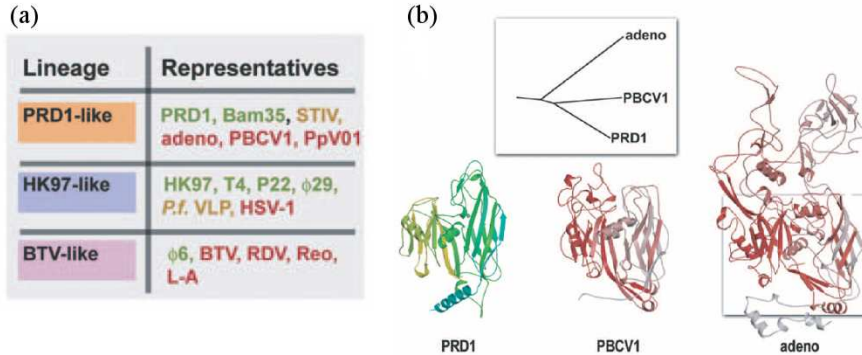 (a)
Lineage Representatives
PRD1-like
PRD1, Bam35, STIV,
adeno, PBCV1, PpV01
HK97-like
HK97, T4, P22, ϕ29,
P.f. VLP, HSV-1
BTV-like
ϕ6, BTV, RDV, Reo,
L-A
(b)
adeno
PBCV1
PRD1
PRD1
PBCV1
adeno